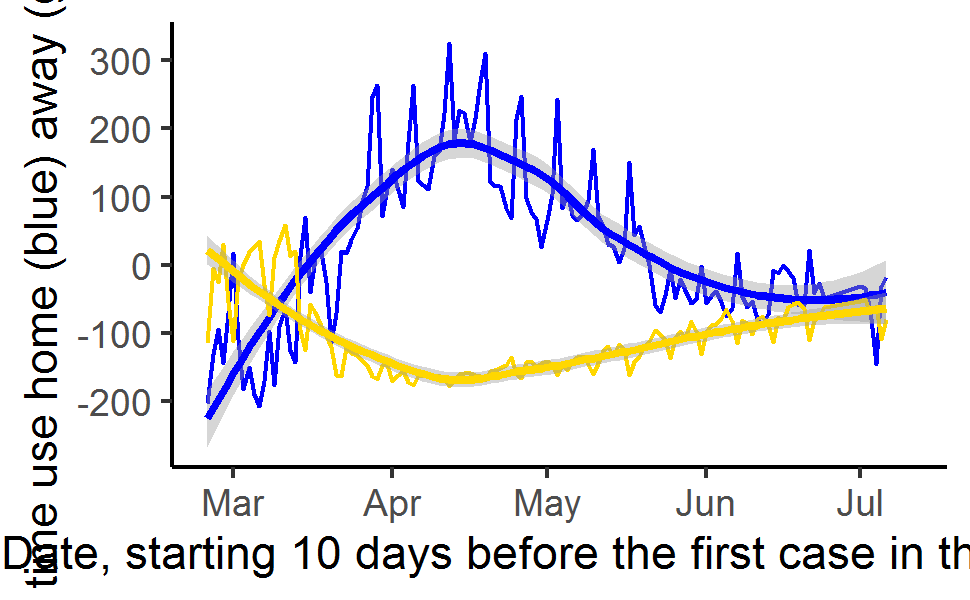 time use home (blue) away (
300
200
100
0
-100
-200
Mar Apr May Jun Jul
Date, starting 10 days before the first case in th